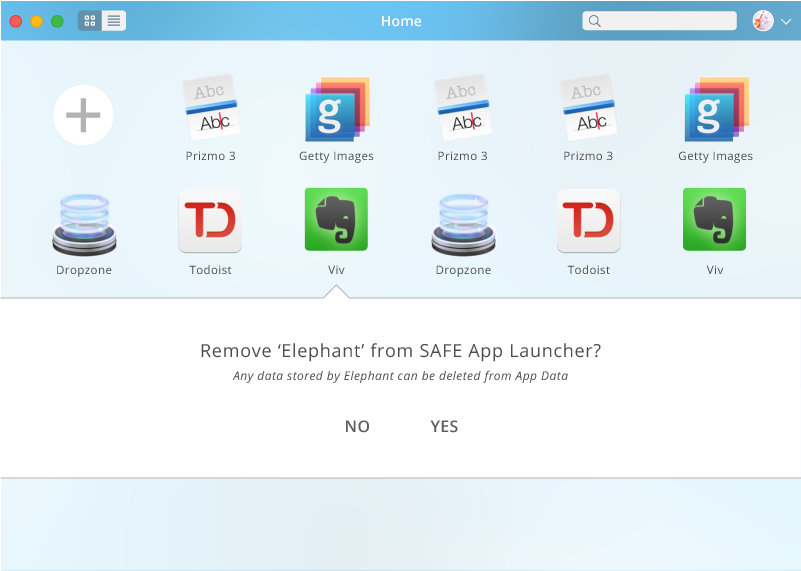 Home
Abc
Abc
Abc
Abc
Abc
Abc
g
g
Prizmo 3
Getty Images
Prizmo 3
Prizmo 3
Getty Images
TD
TD
Dropzone
Todoist
Viv
Dropzone
Todoist
Viv
Remove ‘Elephant’ from SAFE App Launcher?
Any data stored by Elephant can be deleted from App Data
NO YES